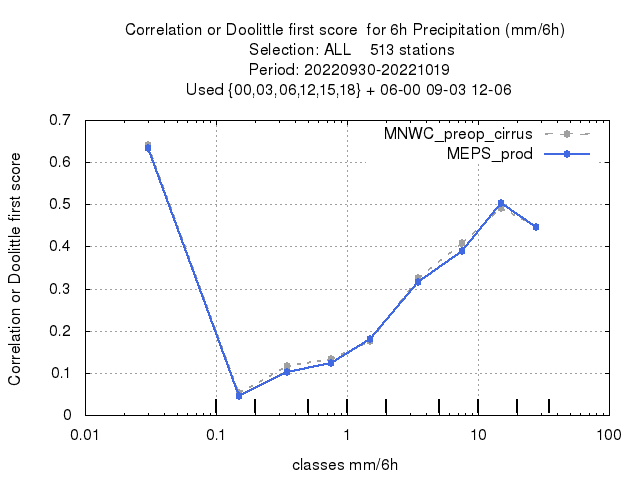 Correlation or Doolittle first score  for 6h Precipitation (mm/6h)
Selection: ALL    513 stations
Period: 20220930-20221019
Used {00,03,06,12,15,18} + 06-00 09-03 12-06
Correlation or Doolittle first score
0.7
0.6
0.5
0.4
0.3
0.2
0.1
0
MNWC_preop_cirrus
MEPS_prod
0.01
0.1
1
10
100
classes mm/6h